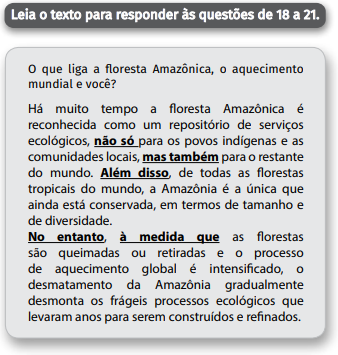 Leia o texto para responder às questões de 18 a 21.
O que liga a floresta Amazônica, o aquecimento
mundial e você?
Há muito tempo a floresta Amazônica é
reconhecida como um repositório de serviços
ecológicos, não só para os povos indígenas e as
comunidades locais, mas também para o restante
do mundo. Além disso, de todas as florestas
tropicais do mundo, a Amazônia é a única que
ainda está conservada, em termos de tamanho e
de diversidade.
No entanto, à medida que as florestas
são queimadas ou retiradas e o processo
de aquecimento global é intensificado, o
desmatamento da Amazônia gradualmente
desmonta os frágeis processos ecológicos que
levaram anos para serem construídos e refinados.